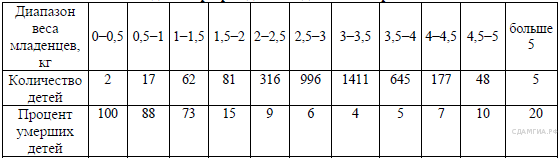 Диапазон веса младенцев, кг 0–0,5 0,5–1 1–1,5 1,5–2 2–2,5 2,5–3 3–3,5 3,5–4 4–4,5 4,5–5 больше 5
Количество детей 2 17 62 81 316 996 1411 645 177 48 5
Процент умерших детей 100 88 73 15 9 6 4 5 7 10 20
СДАМГИА.РФ